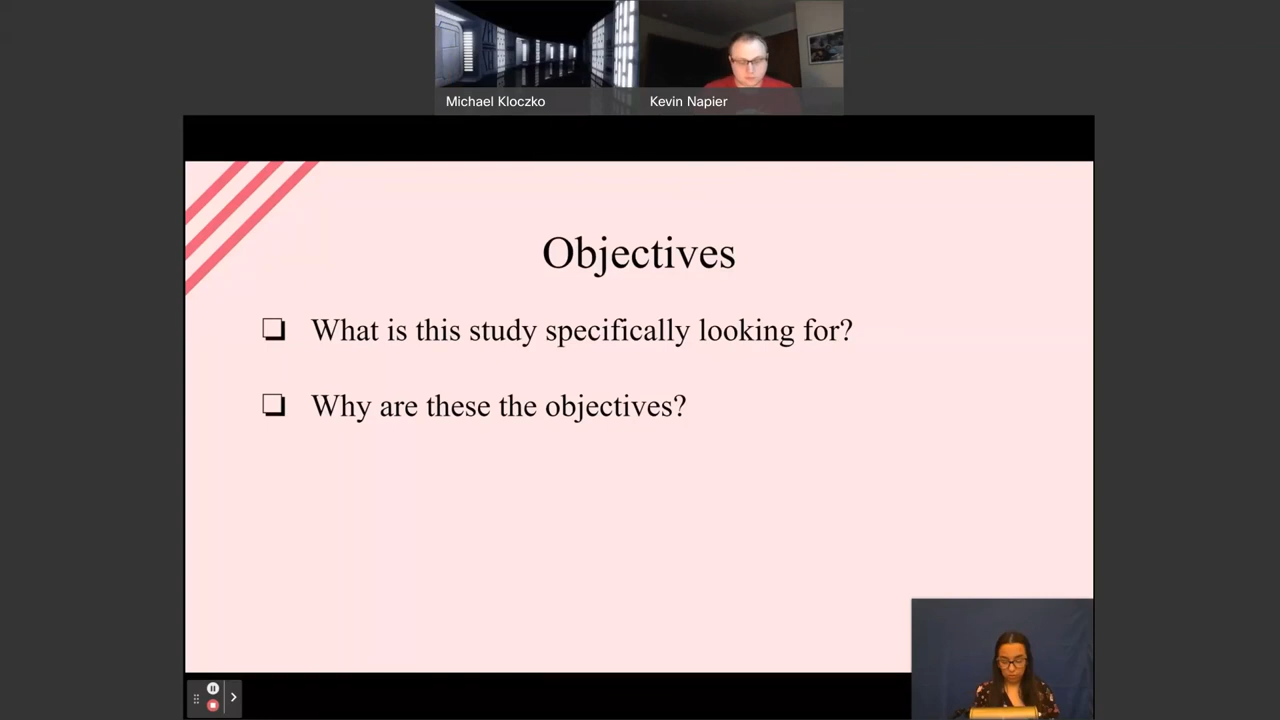 Michael Kloczko
Kevin Napier
Objectives
What is this study specifically looking for?
Why are these the objectives?